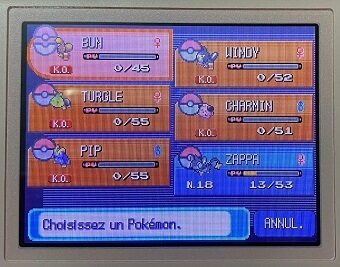 BUN ♀
PV
K.O. 0/45
WINDY ♀
PV
K.O. 0/52
TURGLE ♀
PV
K.O. 0/55
CHARMIN ♂
PV
K.O. 0/51
PIP ♂
PV
K.O. 0/55
ZAPPA ♀
PV
N.18 13/53
Choisissez un Pokémon.
ANNUL.